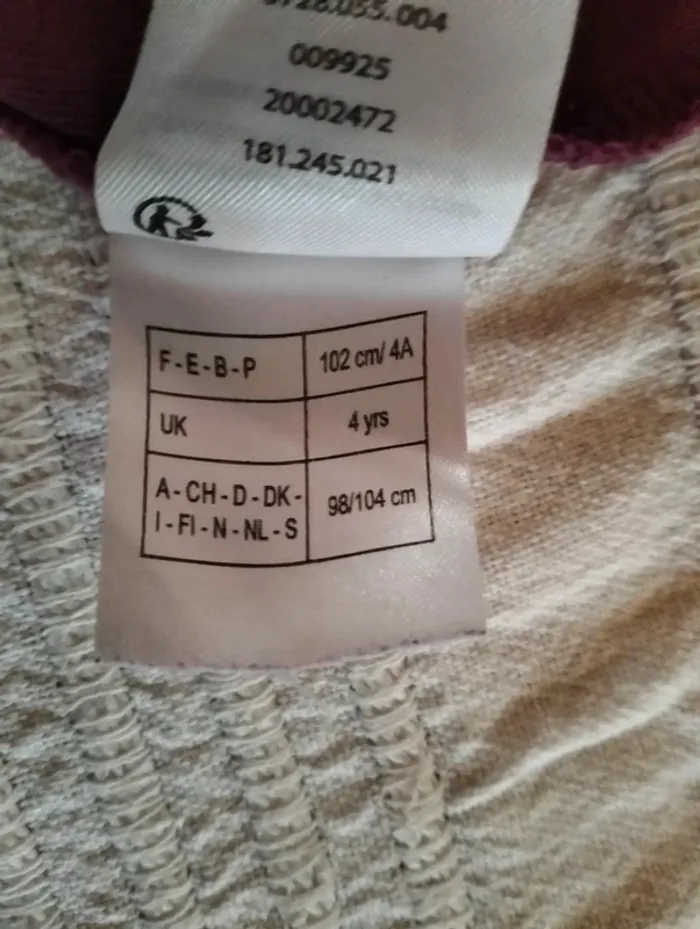 009925
20002472
181.245.021
F-E-B-P 102 cm/ 4A
UK 4 yrs
A - CH - D - DK -
I - FI - N - NL - S 98/104 cm